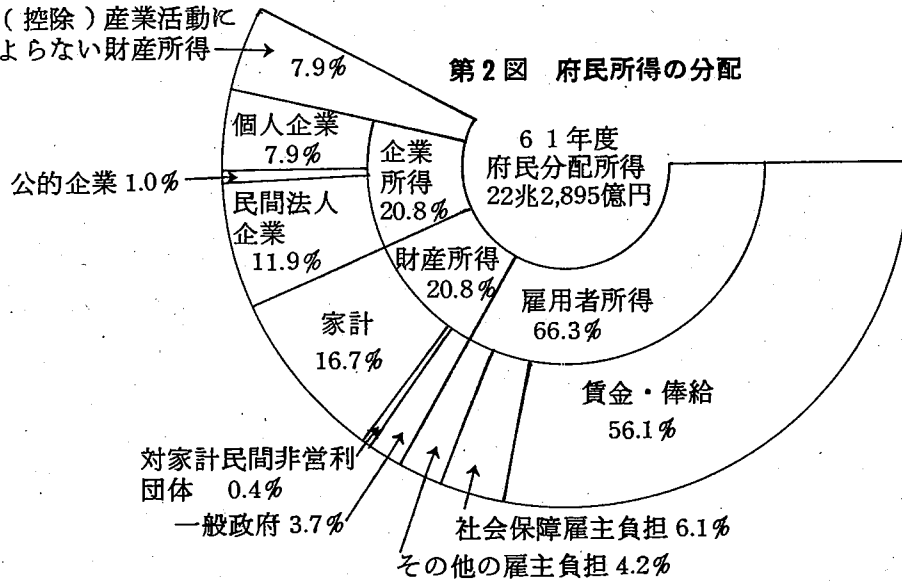 (控除)産業活動に
よらない財産所得
7.9%
第2図 府民所得の分配
61年度
府民分配所得
22兆2,895億円
個人企業
7.9%
公的企業 1.0%
民間法人
企業
11.9%
企業
所得
20.8%
財産所得
20.8%
雇用者所得
66.3%
家計
16.7%
賃金・俸給
56.1%
対家計民間非営利
団体 0.4%
一般政府 3.7%
社会保障雇主負担 6.1%
その他の雇主負担 4.2%